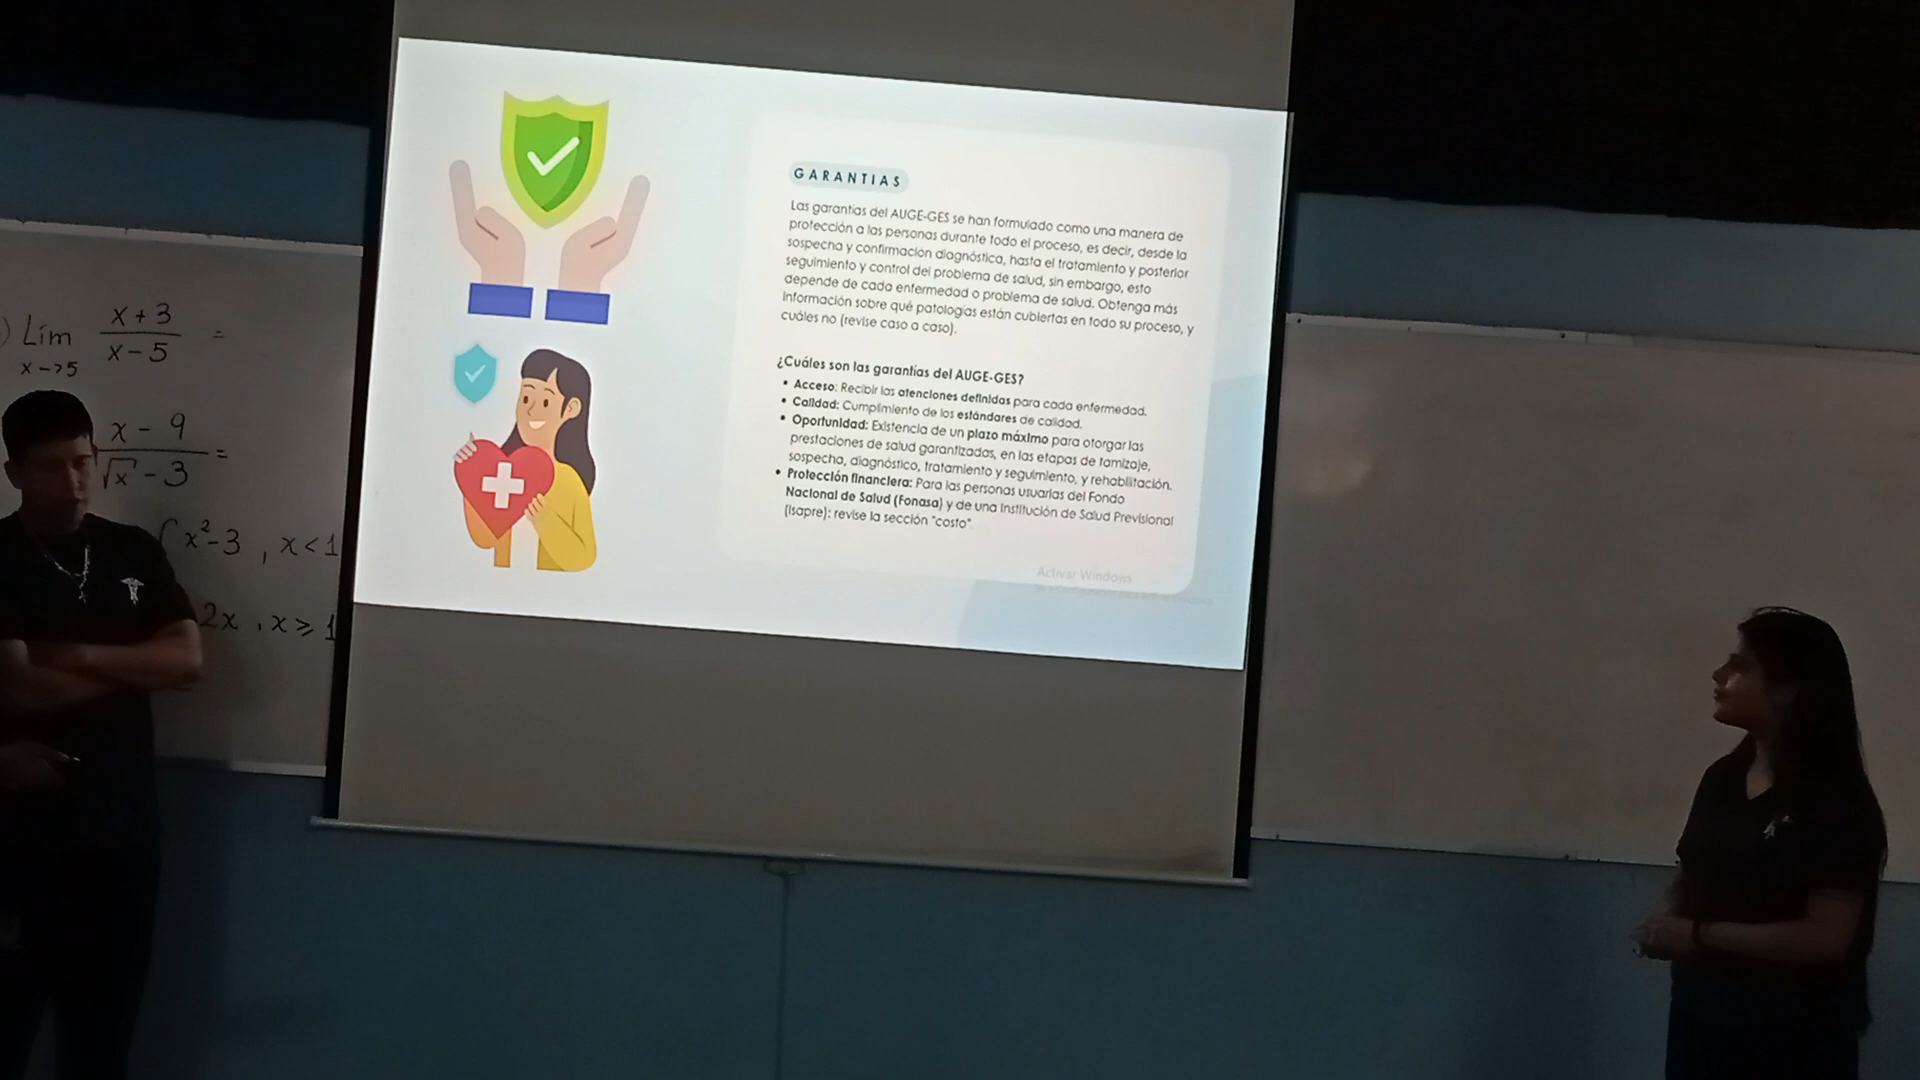 ) Lím x+3 =
x->5 x-5
x - 9 =
√x - 3
x²-3 , x<1
2x , x≥1
GARANTIAS
Las garantías del AUGE-GES se han formulado como una manera de
protección a las personas durante todo el proceso, es decir, desde la
sospecha y confirmación diagnóstica, hasta el tratamiento y posterior
seguimiento y control del problema de salud, sin embargo, esto
depende de cada enfermedad o problema de salud. Obtenga más
información sobre qué patologías están cubiertas en todo su proceso, y
cuáles no (revise caso a caso).
¿Cuáles son las garantías del AUGE-GES?
• Acceso: Recibir las atenciones definidas para cada enfermedad.
• Calidad: Cumplimiento de los estándares de calidad.
• Oportunidad: Existencia de un plazo máximo para otorgar las
prestaciones de salud garantizadas, en las etapas de tamizaje,
sospecha, diagnóstico, tratamiento y seguimiento, y rehabilitación.
• Protección financiera: Para las personas usuarias del Fondo
Nacional de Salud (Fonasa) y de una Institución de Salud Previsional
(Isapre): revise la sección "costo".
Activar Windows